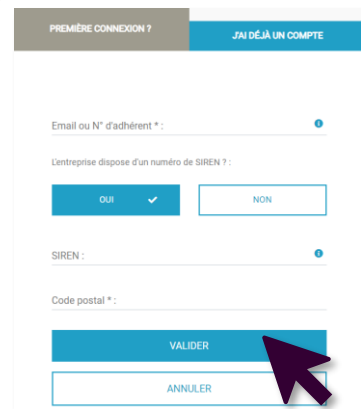 PREMIÈRE CONNEXION ?
J'AI DÉJÀ UN COMPTE
Email ou N° d'adhérent * :
L'entreprise dispose d'un numéro de SIREN ? :
OUI
NON
SIREN :
Code postal * :
VALIDER
ANNULER